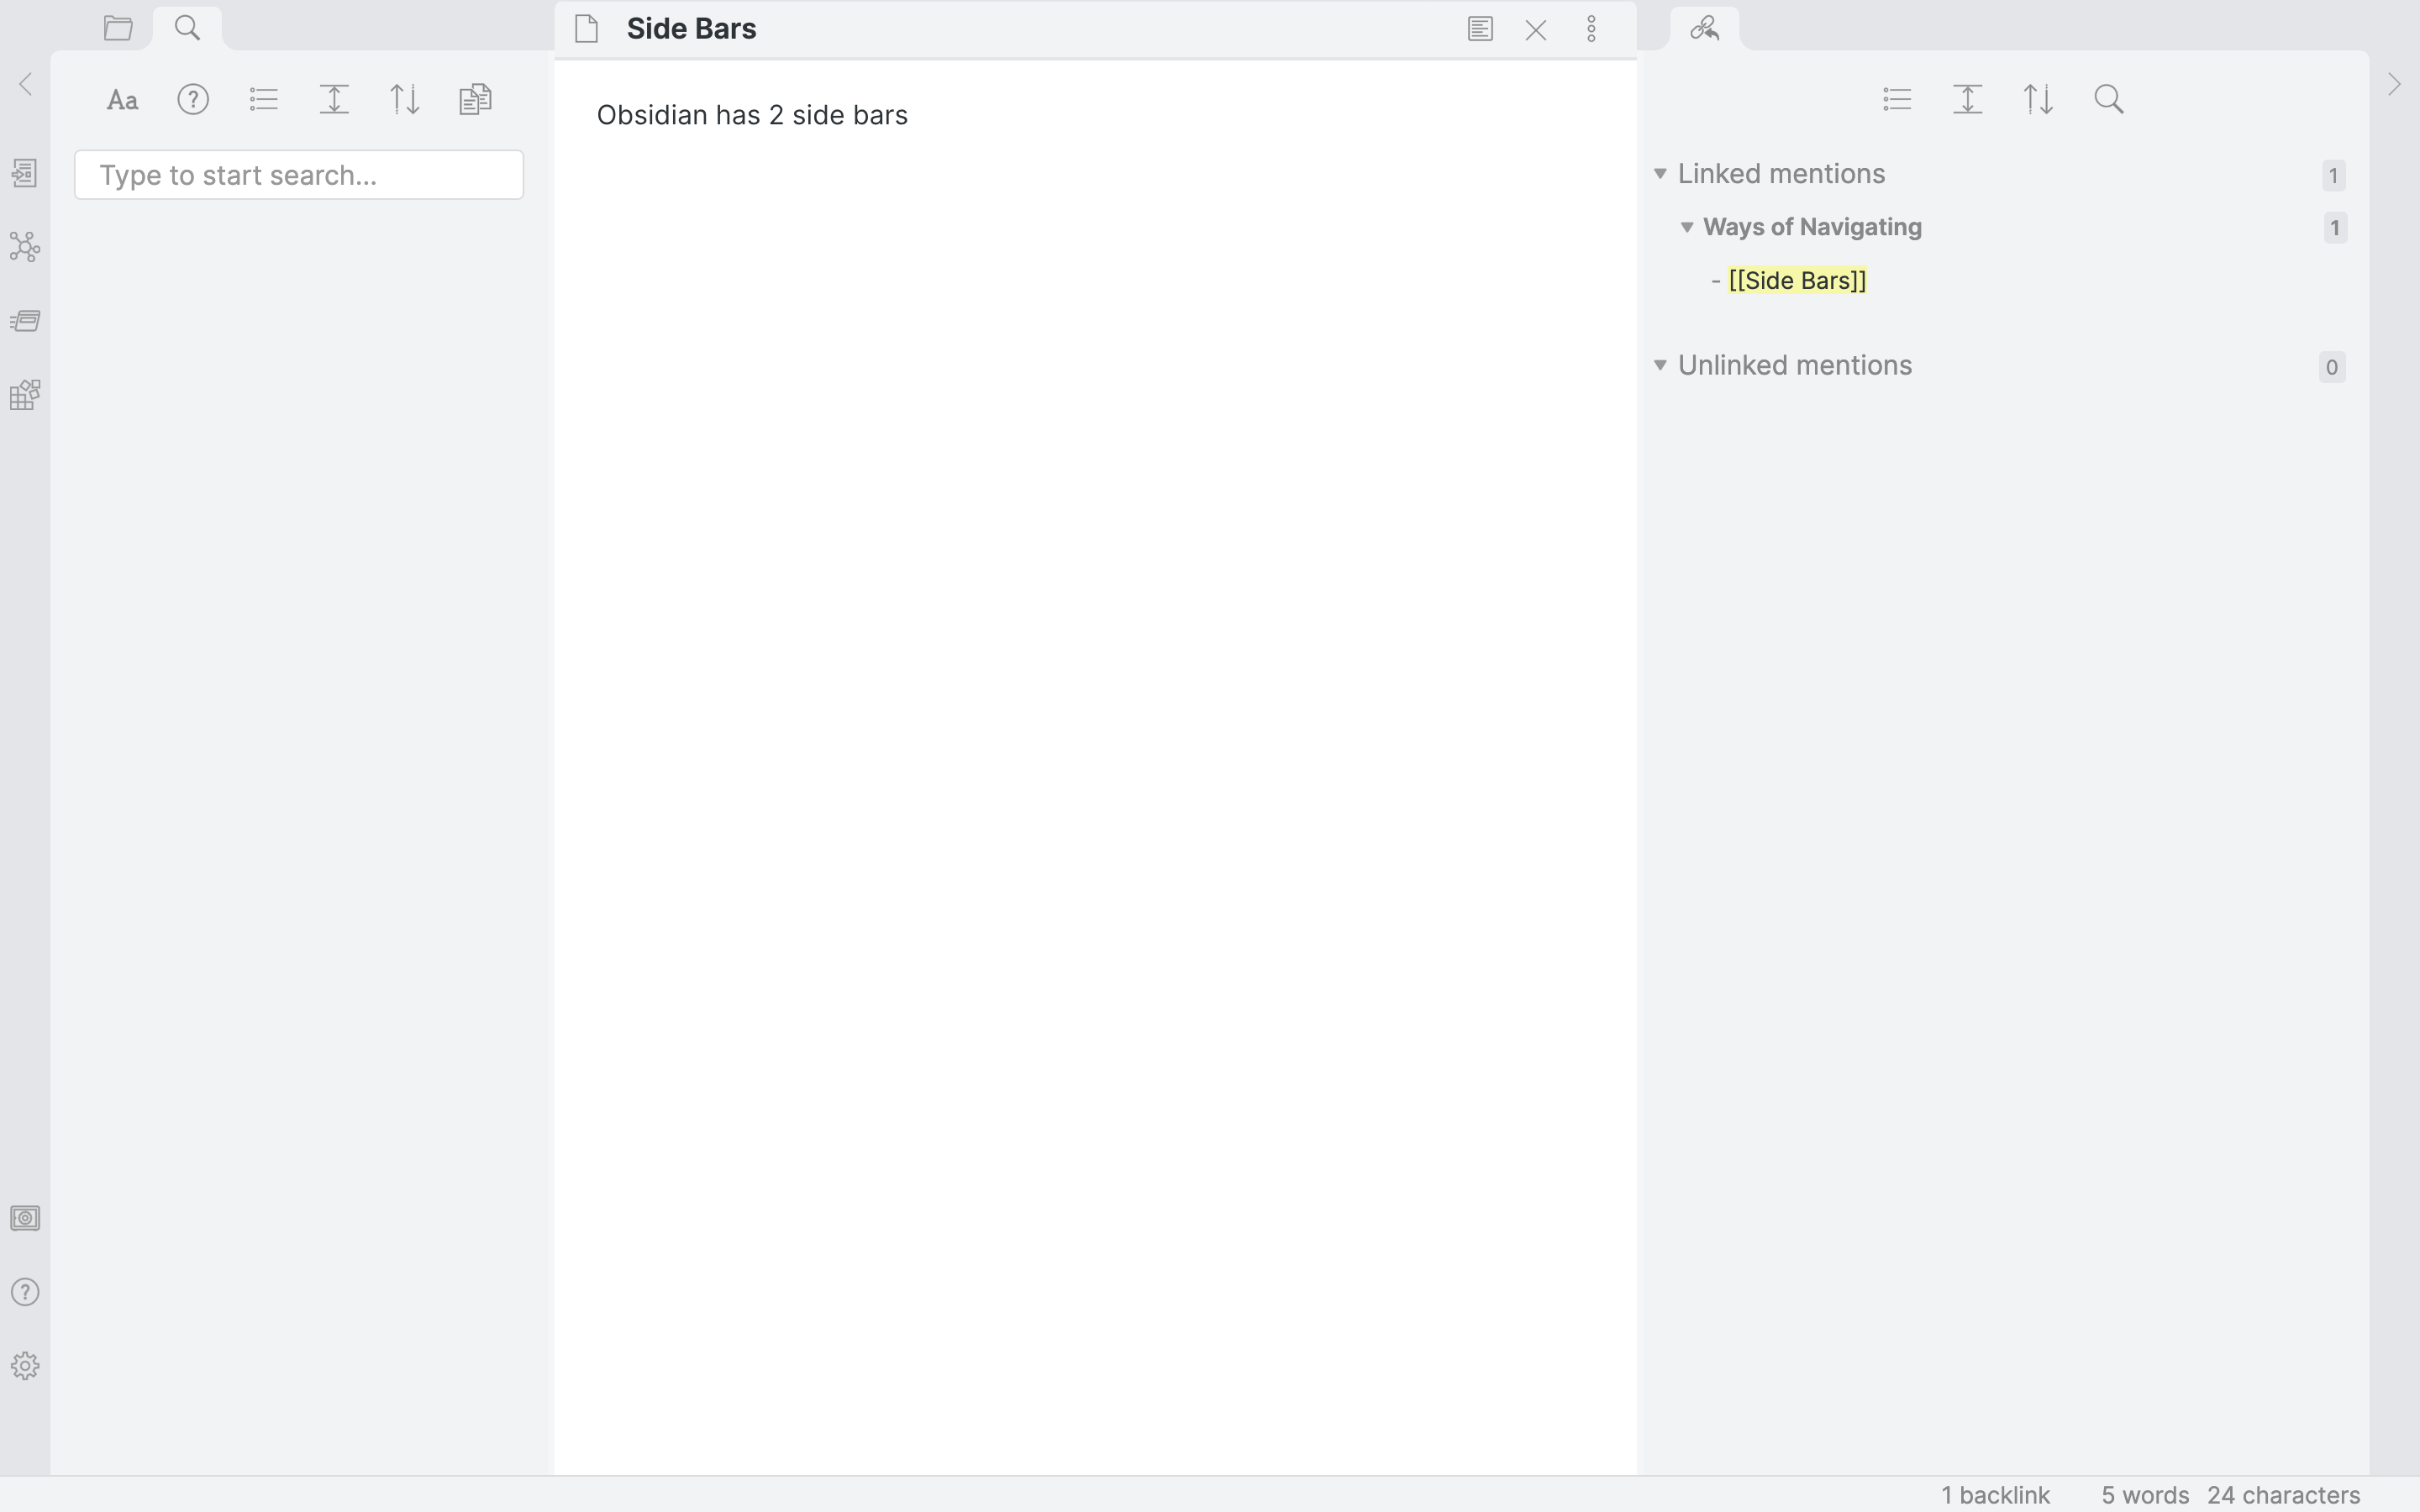 Side Bars
Aa
Type to start search...
Obsidian has 2 side bars
Linked mentions 1
Ways of Navigating 1
- [[Side Bars]]
Unlinked mentions 0
1 backlink 5 words 24 characters